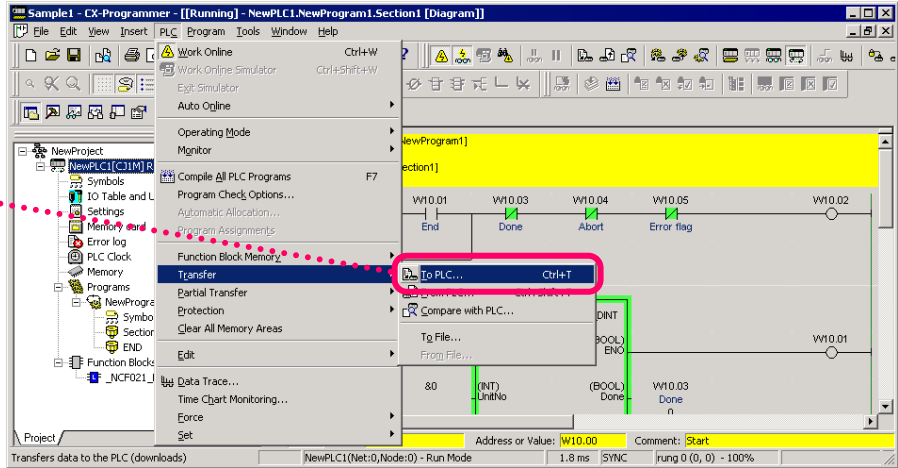 Sample1 - CX-Programmer - [[Running] - NewPLC1.NewProgram1.Section1 [Diagram]]
File Edit View Insert PLC Program Tools Window Help
Work Online Ctrl+W
Work Online Simulator Ctrl+Shift+W
Exit Simulator
Auto Online
Operating Mode
Monitor
Compile All PLC Programs F7
Program Check Options...
Automatic Allocation...
Program Assignments
Function Block Memory
Transfer
Partial Transfer
Protection
Clear All Memory Areas
Edit
Data Trace...
Time Chart Monitoring...
Force
Set
To PLC... Ctrl+T
Compare with PLC...
To File...
From File...
NewProject
NewPLC1[CJ1M] R
Symbols
IO Table and U
Settings
Memory card
Error log
PLC Clock
Memory
Programs
NewProgra
Symbo
Section
END
Function Blocks
_NCF021_
Project
NewProgram1]
ection1]
W10.01 W10.03 W10.04 W10.05 W10.02
End Done Abort Error flag
DINT
BOOL)
ENO
W10.01
&0 (INT) (BOOL) W10.03
UnitNo Done Done
0
Address or Value: W10.00 Comment: Start
Transfers data to the PLC (downloads) NewPLC1(Net:0,Node:0) - Run Mode 1.8 ms SYNC rung 0 (0, 0) - 100%